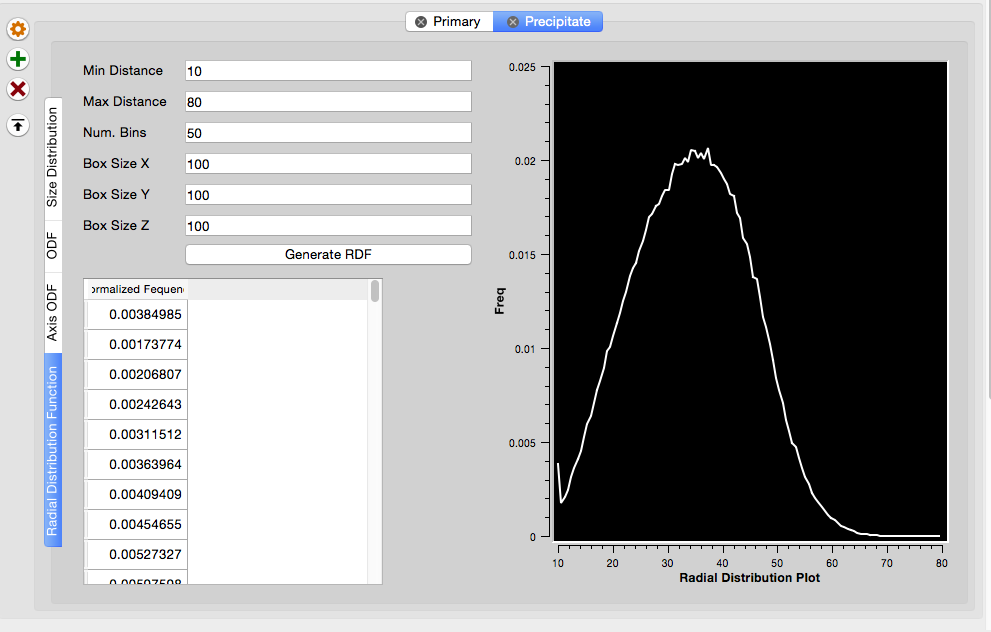 Primary
Precipitate
Size Distribution
ODF
Axis ODF
Radial Distribution Function
Min Distance 10
Max Distance 80
Num. Bins 50
Box Size X 100
Box Size Y 100
Box Size Z 100
Generate RDF
ormalized Fequen
0.00384985
0.00173774
0.00206807
0.00242643
0.00311512
0.00363964
0.00409409
0.00454655
0.00527327
Freq
0.025
0.02
0.015
0.01
0.005
0
10 20 30 40 50 60 70 80
Radial Distribution Plot